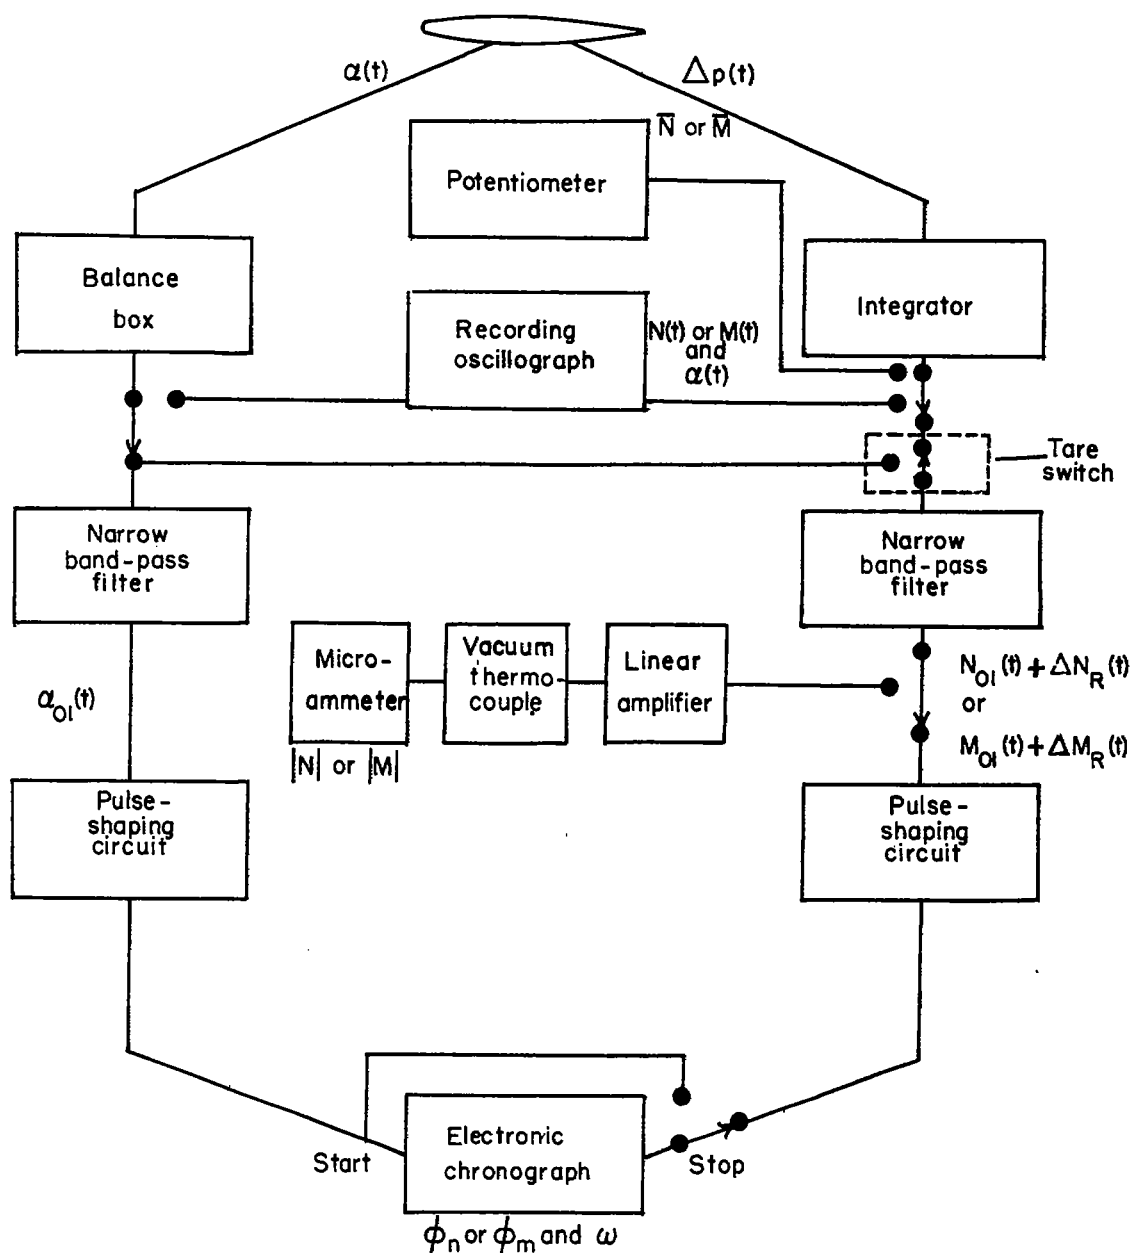 α(t)
Δp(t)
N̅ or M̅
Potentiometer
Balance
box
Integrator
Recording
oscillograph
N(t) or M(t)
and
α(t)
Tare
switch
Narrow
band-pass
filter
Narrow
band-pass
filter
Micro-
ammeter
Vacuum
thermo-
couple
Linear
amplifier
|N| or |M|
α₀₁(t)
N₀₁(t) + ΔN_R(t)
or
M₀₁(t) + ΔM_R(t)
Pulse-
shaping
circuit
Pulse-
shaping
circuit
Start
Electronic
chronograph
Stop
ϕₙ or ϕₘ and ω